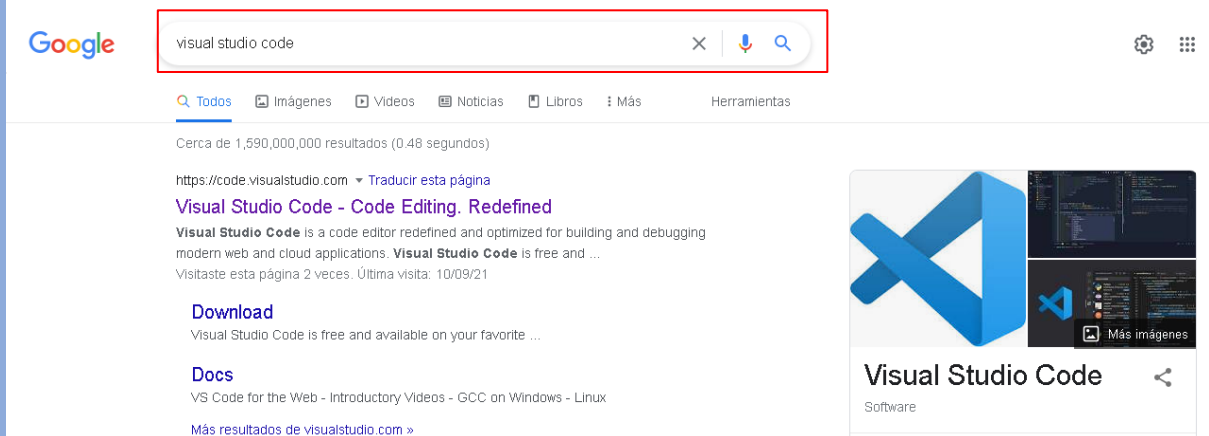 Google
visual studio code
Todos Imágenes Videos Noticias Libros Más Herramientas
Cerca de 1,590,000,000 resultados (0.48 segundos)
https://code.visualstudio.com Traducir esta página
Visual Studio Code - Code Editing. Redefined
Visual Studio Code is a code editor redefined and optimized for building and debugging
modern web and cloud applications. Visual Studio Code is free and ...
Visitaste esta página 2 veces. Última visita: 10/09/21
Download
Visual Studio Code is free and available on your favorite ...
Docs
VS Code for the Web - Introductory Videos - GCC on Windows - Linux
Más resultados de visualstudio.com »
Más imágenes
Visual Studio Code
Software